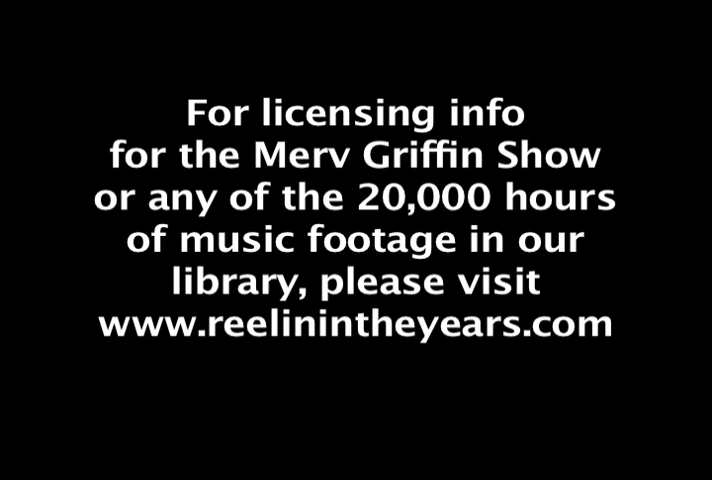 For licensing info
for the Merv Griffin Show
or any of the 20,000 hours
of music footage in our
library, please visit
www.reelinintheyears.com